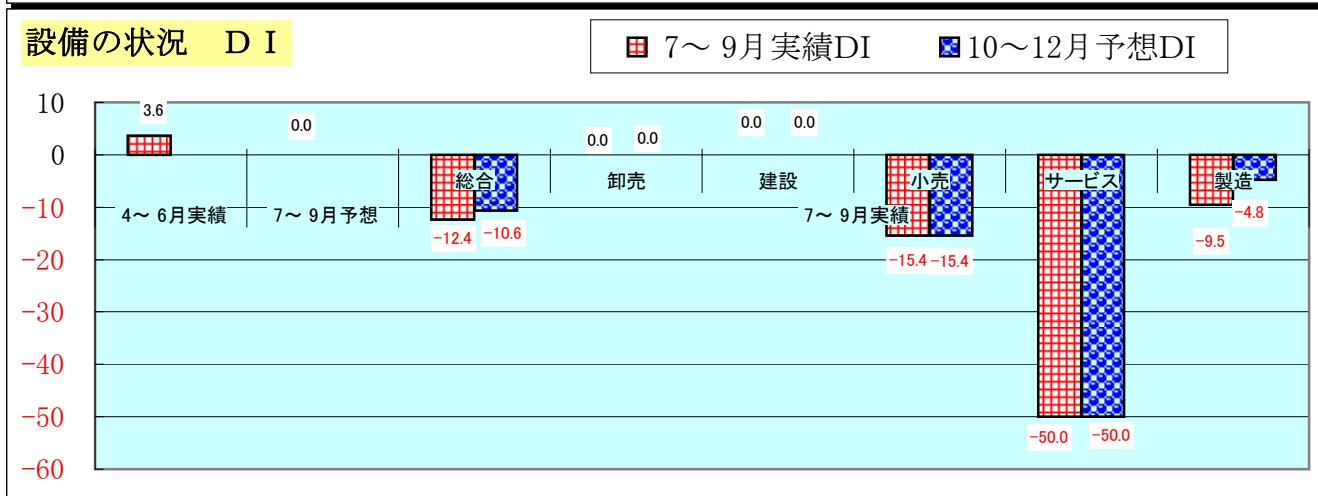 設備の状況　ＤＩ
7～ 9月実績DI
10～12月予想DI
10
0
-10
-20
-30
-40
-50
-60
3.6
0.0
0.0
0.0
0.0
0.0
総合
卸売
建設
小売
サービス
製造
4～ 6月実績
7～ 9月予想
7～ 9月実績
-12.4
-10.6
-15.4
-15.4
-50.0
-50.0
-9.5
-4.8